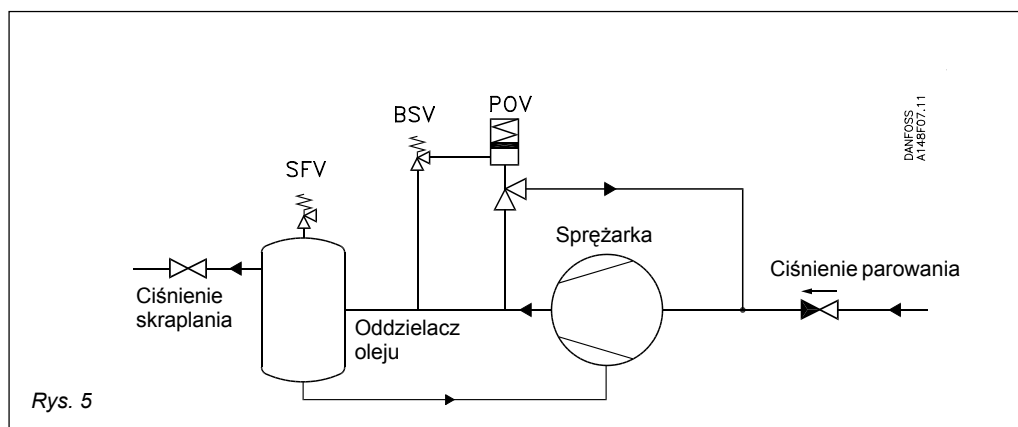 POV
BSV
SFV
DANFOSS
A148F07.11
Sprężarka
Ciśnienie parowania
Ciśnienie
skraplania
Oddzielacz
oleju
Rys. 5